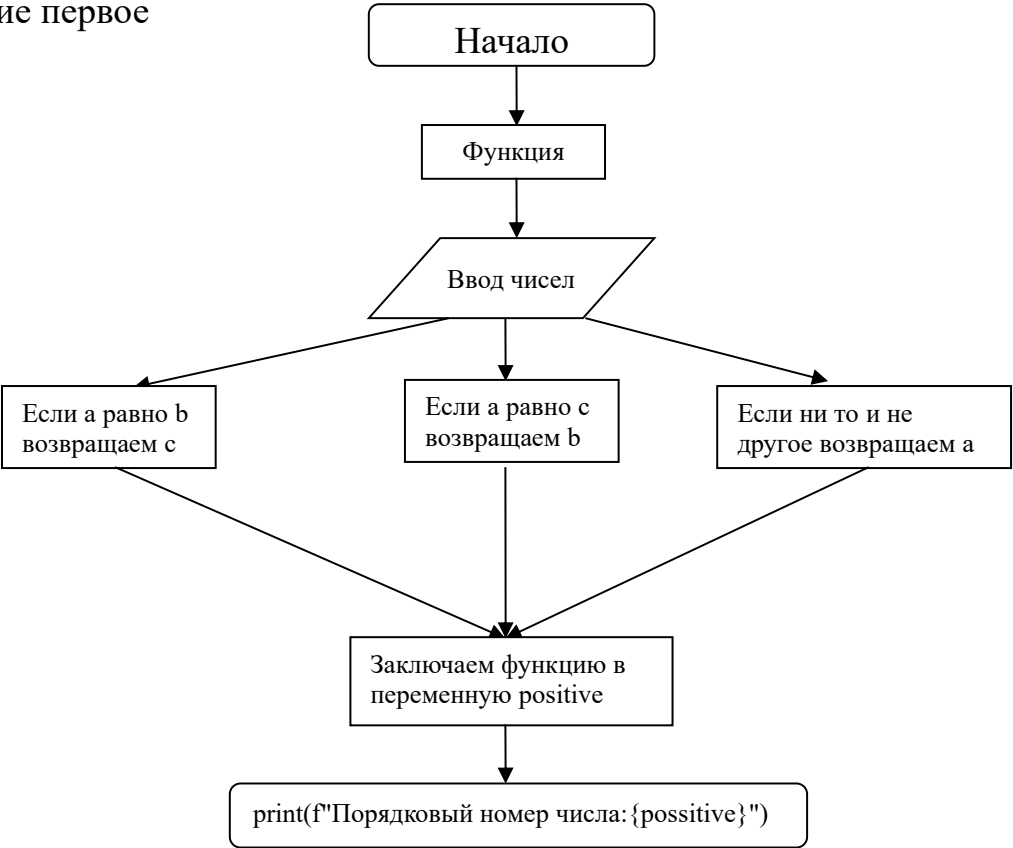 ие первое
Начало
Функция
Ввод чисел
Если a равно b
возвращаем c
Если a равно c
возвращаем b
Если ни то и не
другое возвращаем a
Заключаем функцию в
переменную positive
print(f"Порядковый номер числа:{possitive}")